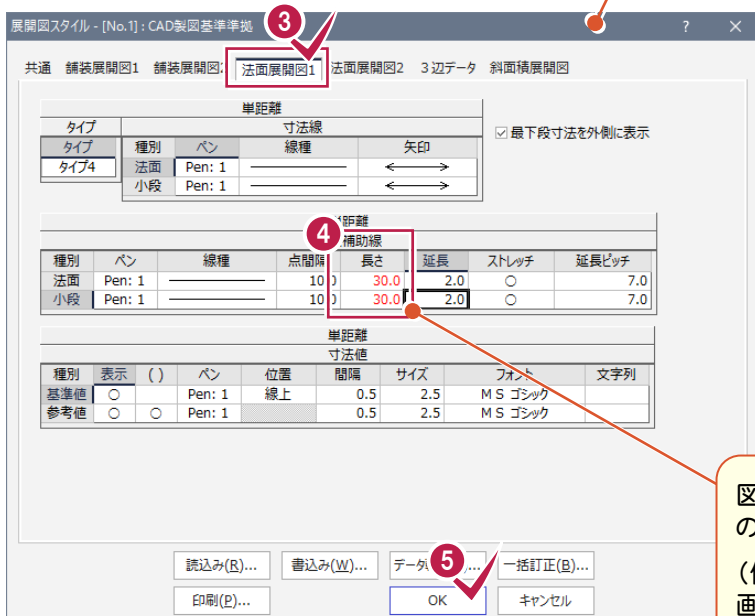 展開図スタイル - [No.1] : CAD製図基準準拠 ? ×
3
共通 舗装展開図1 舗装展開図2 法面展開図1 法面展開図2 3辺データ 斜面積展開図
単距離
タイプ 寸法線
タイプ 種別 ペン 線種 矢印
タイプ4 法面 Pen: 1
小段 Pen: 1
最下段寸法を外側に表示
4
単距離
補助線
種別 ペン 線種 点間隔 長さ 延長 ストレッチ 延長ピッチ
法面 Pen: 1 10.0 30.0 2.0 ○ 7.0
小段 Pen: 1 10.0 30.0 2.0 ○ 7.0
単距離
寸法値
種別 表示 ( ) ペン 位置 間隔 サイズ フォント 文字列
基準値 ○ Pen: 1 線上 0.5 2.5 MS ゴシック
参考値 ○ ○ Pen: 1 0.5 2.5 MS ゴシック
図
の
画
読込み(R)... 書込み(W)... データ ... 一括訂正(B)...
5
印刷(P)... OK キャンセル